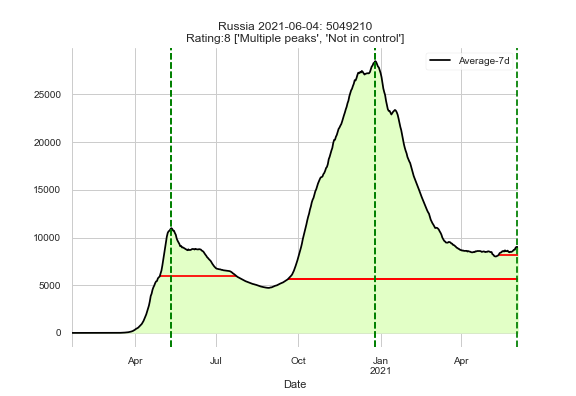 Russia 2021-06-04: 5049210
Rating:8 ['Multiple peaks', 'Not in control']
Average-7d
25000
20000
15000
10000
5000
0
Apr
Jul
Oct
Jan
2021
Apr
Date